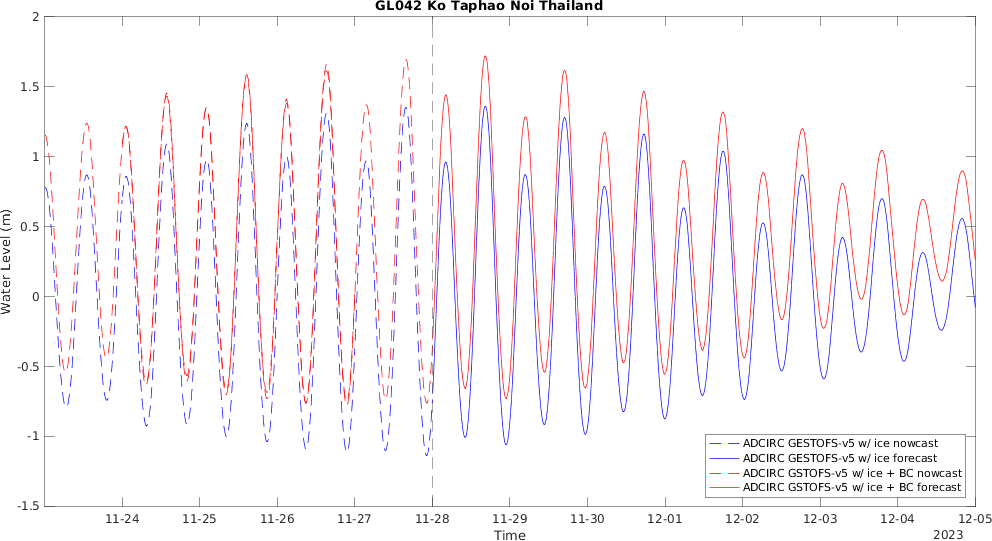 GL042 Ko Taphao Noi Thailand
2
1.5
1
0.5
0
-0.5
-1
-1.5
Water Level (m)
11-24 11-25 11-26 11-27 11-28 11-29 11-30 12-01 12-02 12-03 12-04 12-05
Time
2023
ADCIRC GESTOFS-v5 w/ ice nowcast
ADCIRC GESTOFS-v5 w/ ice forecast
ADCIRC GSTOFS-v5 w/ ice + BC nowcast
ADCIRC GSTOFS-v5 w/ ice + BC forecast